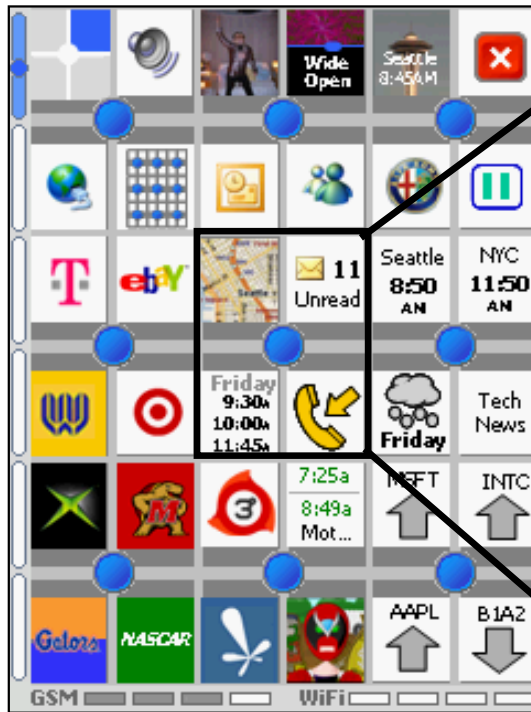 Wide
Open
Seattle
8:45AM
T
ebaY
11
Unread
Seattle
8:50
AM
NYC
11:50
AM
W
Friday
9:30a
10:00a
11:45a
Friday
Tech
News
M
3
7:25a
8:49a
Mot...
MSFT
INTC
Gators
NASCAR
AAPL
B1A2
GSM
WiFi